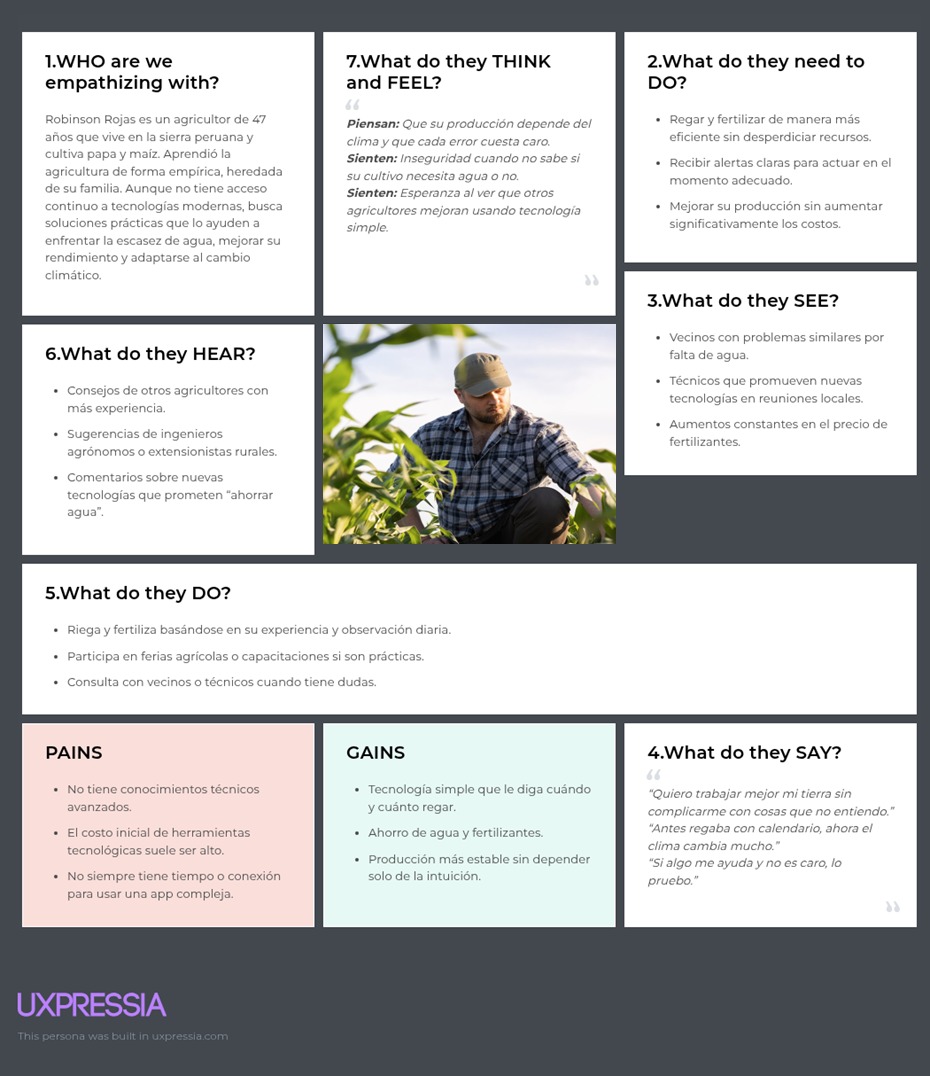 1.WHO are we
empathizing with?
Robinson Rojas es un agricultor de 47
años que vive en la sierra peruana y
cultiva papa y maíz. Aprendió la
agricultura de forma empírica, heredada
de su familia. Aunque no tiene acceso
continuo a tecnologías modernas, busca
soluciones prácticas que lo ayuden a
enfrentar la escasez de agua, mejorar su
rendimiento y adaptarse al cambio
climático.
7.What do they THINK
and FEEL?
“
Piensan: Que su producción depende del
clima y que cada error cuesta caro.
Sienten: Inseguridad cuando no sabe si
su cultivo necesita agua o no.
Sienten: Esperanza al ver que otros
agricultores mejoran usando tecnología
simple.
”
2.What do they need to
DO?
• Regar y fertilizar de manera más
eficiente sin desperdiciar recursos.
• Recibir alertas claras para actuar en el
momento adecuado.
• Mejorar su producción sin aumentar
significativamente los costos.
3.What do they SEE?
• Vecinos con problemas similares por
falta de agua.
• Técnicos que promueven nuevas
tecnologías en reuniones locales.
• Aumentos constantes en el precio de
fertilizantes.
6.What do they HEAR?
• Consejos de otros agricultores con
más experiencia.
• Sugerencias de ingenieros
agrónomos o extensionistas rurales.
• Comentarios sobre nuevas
tecnologías que prometen “ahorrar
agua”.
5.What do they DO?
• Riega y fertiliza basándose en su experiencia y observación diaria.
• Participa en ferias agrícolas o capacitaciones si son prácticas.
• Consulta con vecinos o técnicos cuando tiene dudas.
PAINS
• No tiene conocimientos técnicos
avanzados.
• El costo inicial de herramientas
tecnológicas suele ser alto.
• No siempre tiene tiempo o conexión
para usar una app compleja.
GAINS
• Tecnología simple que le diga cuándo
y cuánto regar.
• Ahorro de agua y fertilizantes.
• Producción más estable sin depender
solo de la intuición.
4.What do they SAY?
“
“Quiero trabajar mejor mi tierra sin
complicarme con cosas que no entiendo.”
“Antes regaba con calendario, ahora el
clima cambia mucho.”
“Si algo me ayuda y no es caro, lo
pruebo.”
”
UXPRESSIA
This persona was built in uxpressia.com